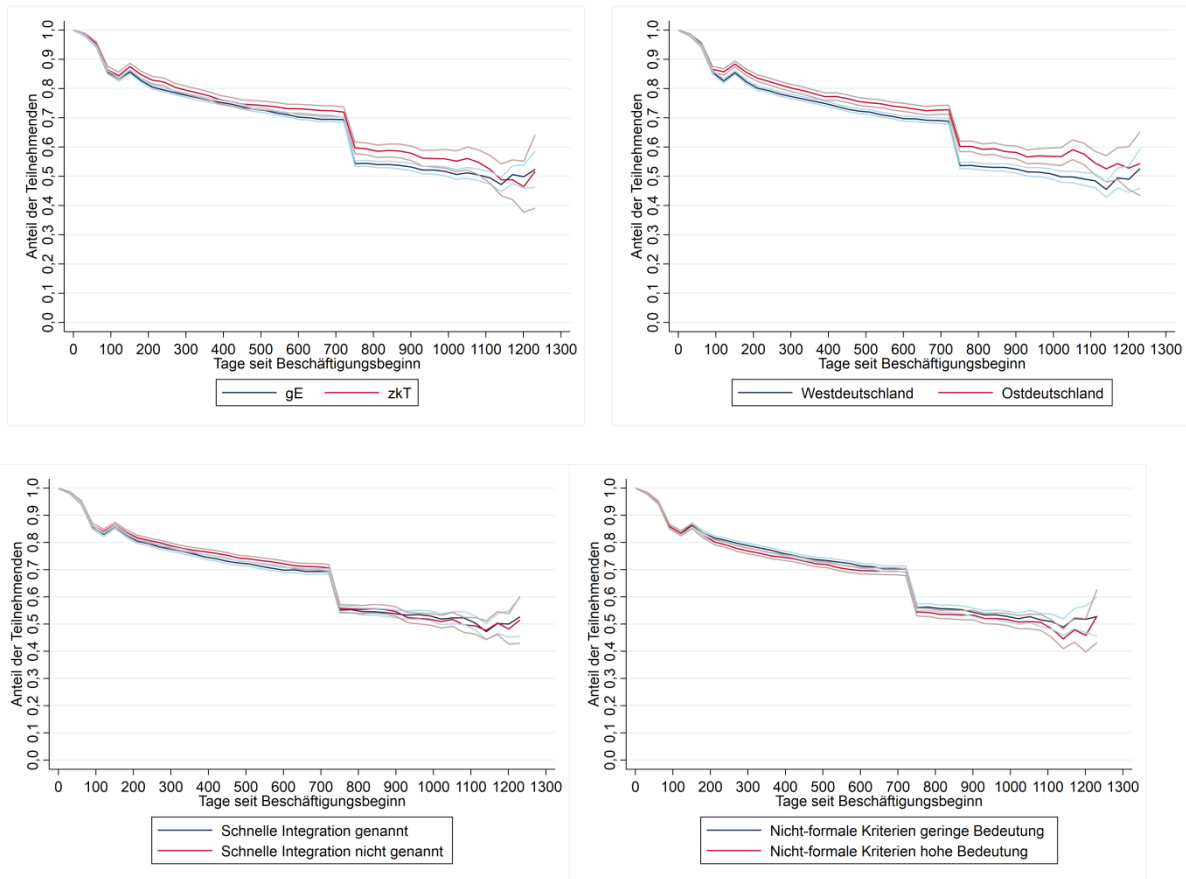 Anteil der Teilnehmenden
0,0 0,1 0,2 0,3 0,4 0,5 0,6 0,7 0,8 0,9 1,0
0 100 200 300 400 500 600 700 800 900 1000 1100 1200 1300
Tage seit Beschäftigungsbeginn
gE zkT
Anteil der Teilnehmenden
0,0 0,1 0,2 0,3 0,4 0,5 0,6 0,7 0,8 0,9 1,0
0 100 200 300 400 500 600 700 800 900 1000 1100 1200 1300
Tage seit Beschäftigungsbeginn
Westdeutschland Ostdeutschland
Anteil der Teilnehmenden
0,0 0,1 0,2 0,3 0,4 0,5 0,6 0,7 0,8 0,9 1,0
0 100 200 300 400 500 600 700 800 900 1000 1100 1200 1300
Tage seit Beschäftigungsbeginn
Schnelle Integration genannt
Schnelle Integration nicht genannt
Anteil der Teilnehmenden
0,0 0,1 0,2 0,3 0,4 0,5 0,6 0,7 0,8 0,9 1,0
0 100 200 300 400 500 600 700 800 900 1000 1100 1200 1300
Tage seit Beschäftigungsbeginn
Nicht-formale Kriterien geringe Bedeutung
Nicht-formale Kriterien hohe Bedeutung